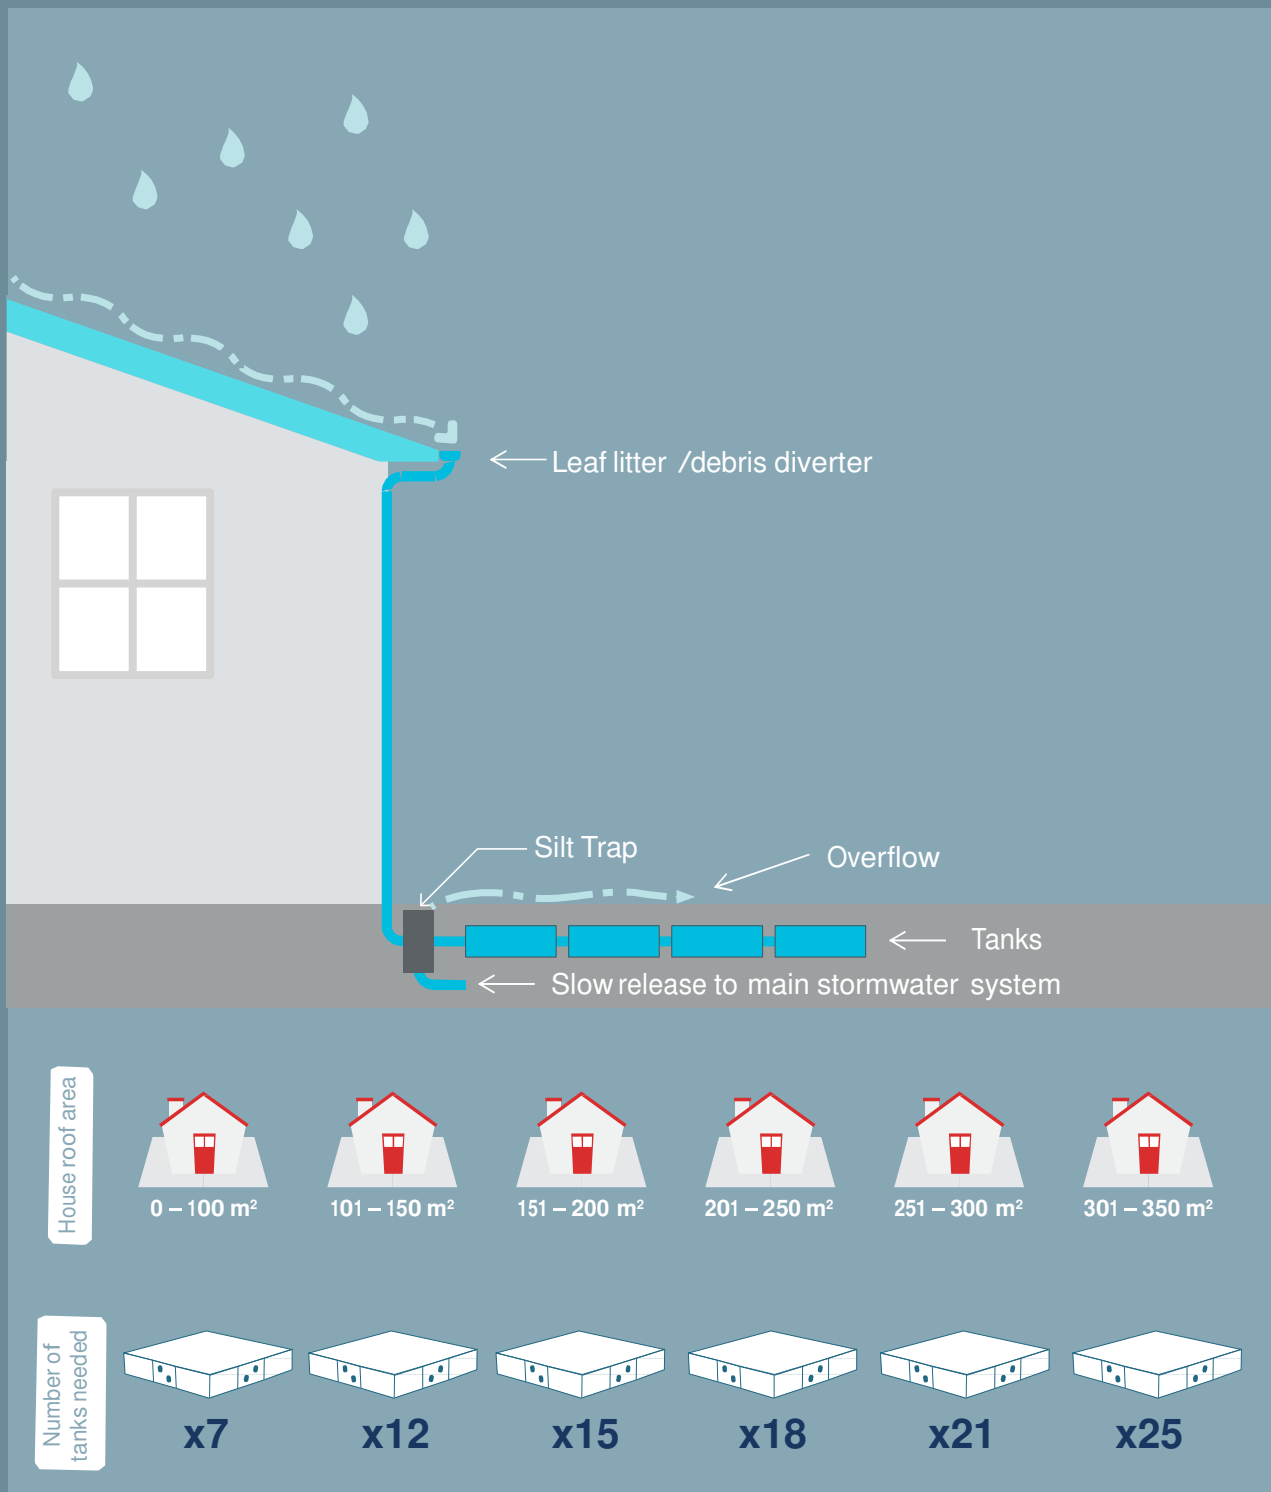 Leaf litter /debris diverter
Silt Trap
Overflow
Tanks
Slow release to main stormwater system
House roof area
0 – 100 m²
101 – 150 m²
151 – 200 m²
201 – 250 m²
251 – 300 m²
301 – 350 m²
Number of
tanks needed
x7
x12
x15
x18
x21
x25